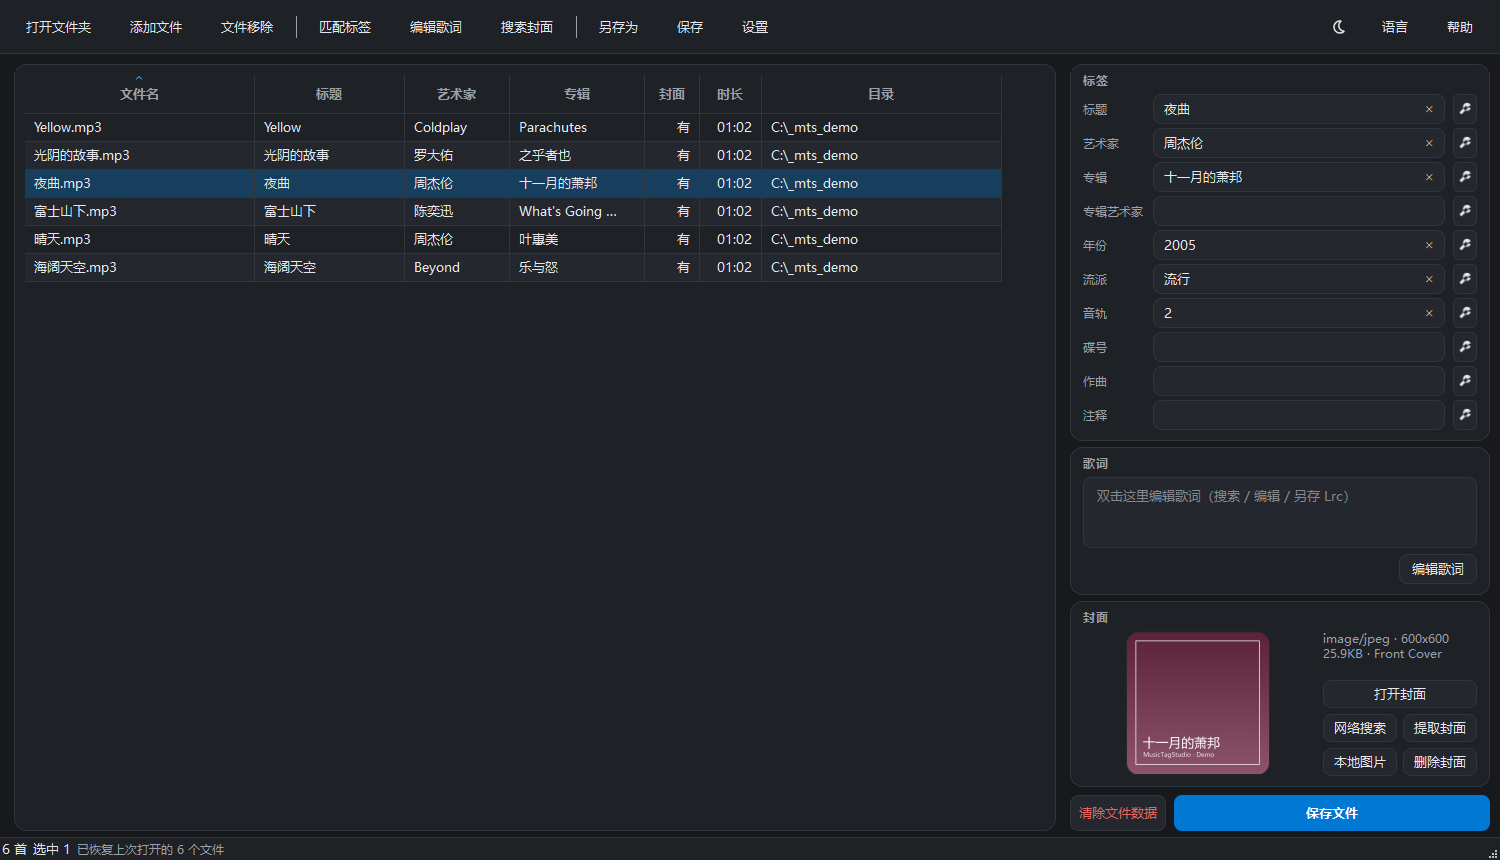 打开文件夹 添加文件 文件移除 匹配标签 编辑歌词 搜索封面 另存为 保存 设置 语言 帮助
文件名 标题 艺术家 专辑 封面 时长 目录
Yellow.mp3 Yellow Coldplay Parachutes 有 01:02 C:\_mts_demo
光阴的故事.mp3 光阴的故事 罗大佑 之乎者也 有 01:02 C:\_mts_demo
夜曲.mp3 夜曲 周杰伦 十一月的萧邦 有 01:02 C:\_mts_demo
富士山下.mp3 富士山下 陈奕迅 What's Going ... 有 01:02 C:\_mts_demo
晴天.mp3 晴天 周杰伦 叶惠美 有 01:02 C:\_mts_demo
海阔天空.mp3 海阔天空 Beyond 乐与怒 有 01:02 C:\_mts_demo
标签
标题 夜曲 ×
艺术家 周杰伦 ×
专辑 十一月的萧邦 ×
专辑艺术家
年份 2005 ×
流派 流行 ×
音轨 2 ×
碟号
作曲
注释
歌词
双击这里编辑歌词（搜索 / 编辑 / 另存 Lrc）
编辑歌词
封面
十一月的萧邦
MusicTagStudio · Demo
image/jpeg · 600x600
25.9KB · Front Cover
打开封面
网络搜索 提取封面
本地图片 删除封面
清除文件数据 保存文件
6 首 选中 1 已恢复上次打开的 6 个文件